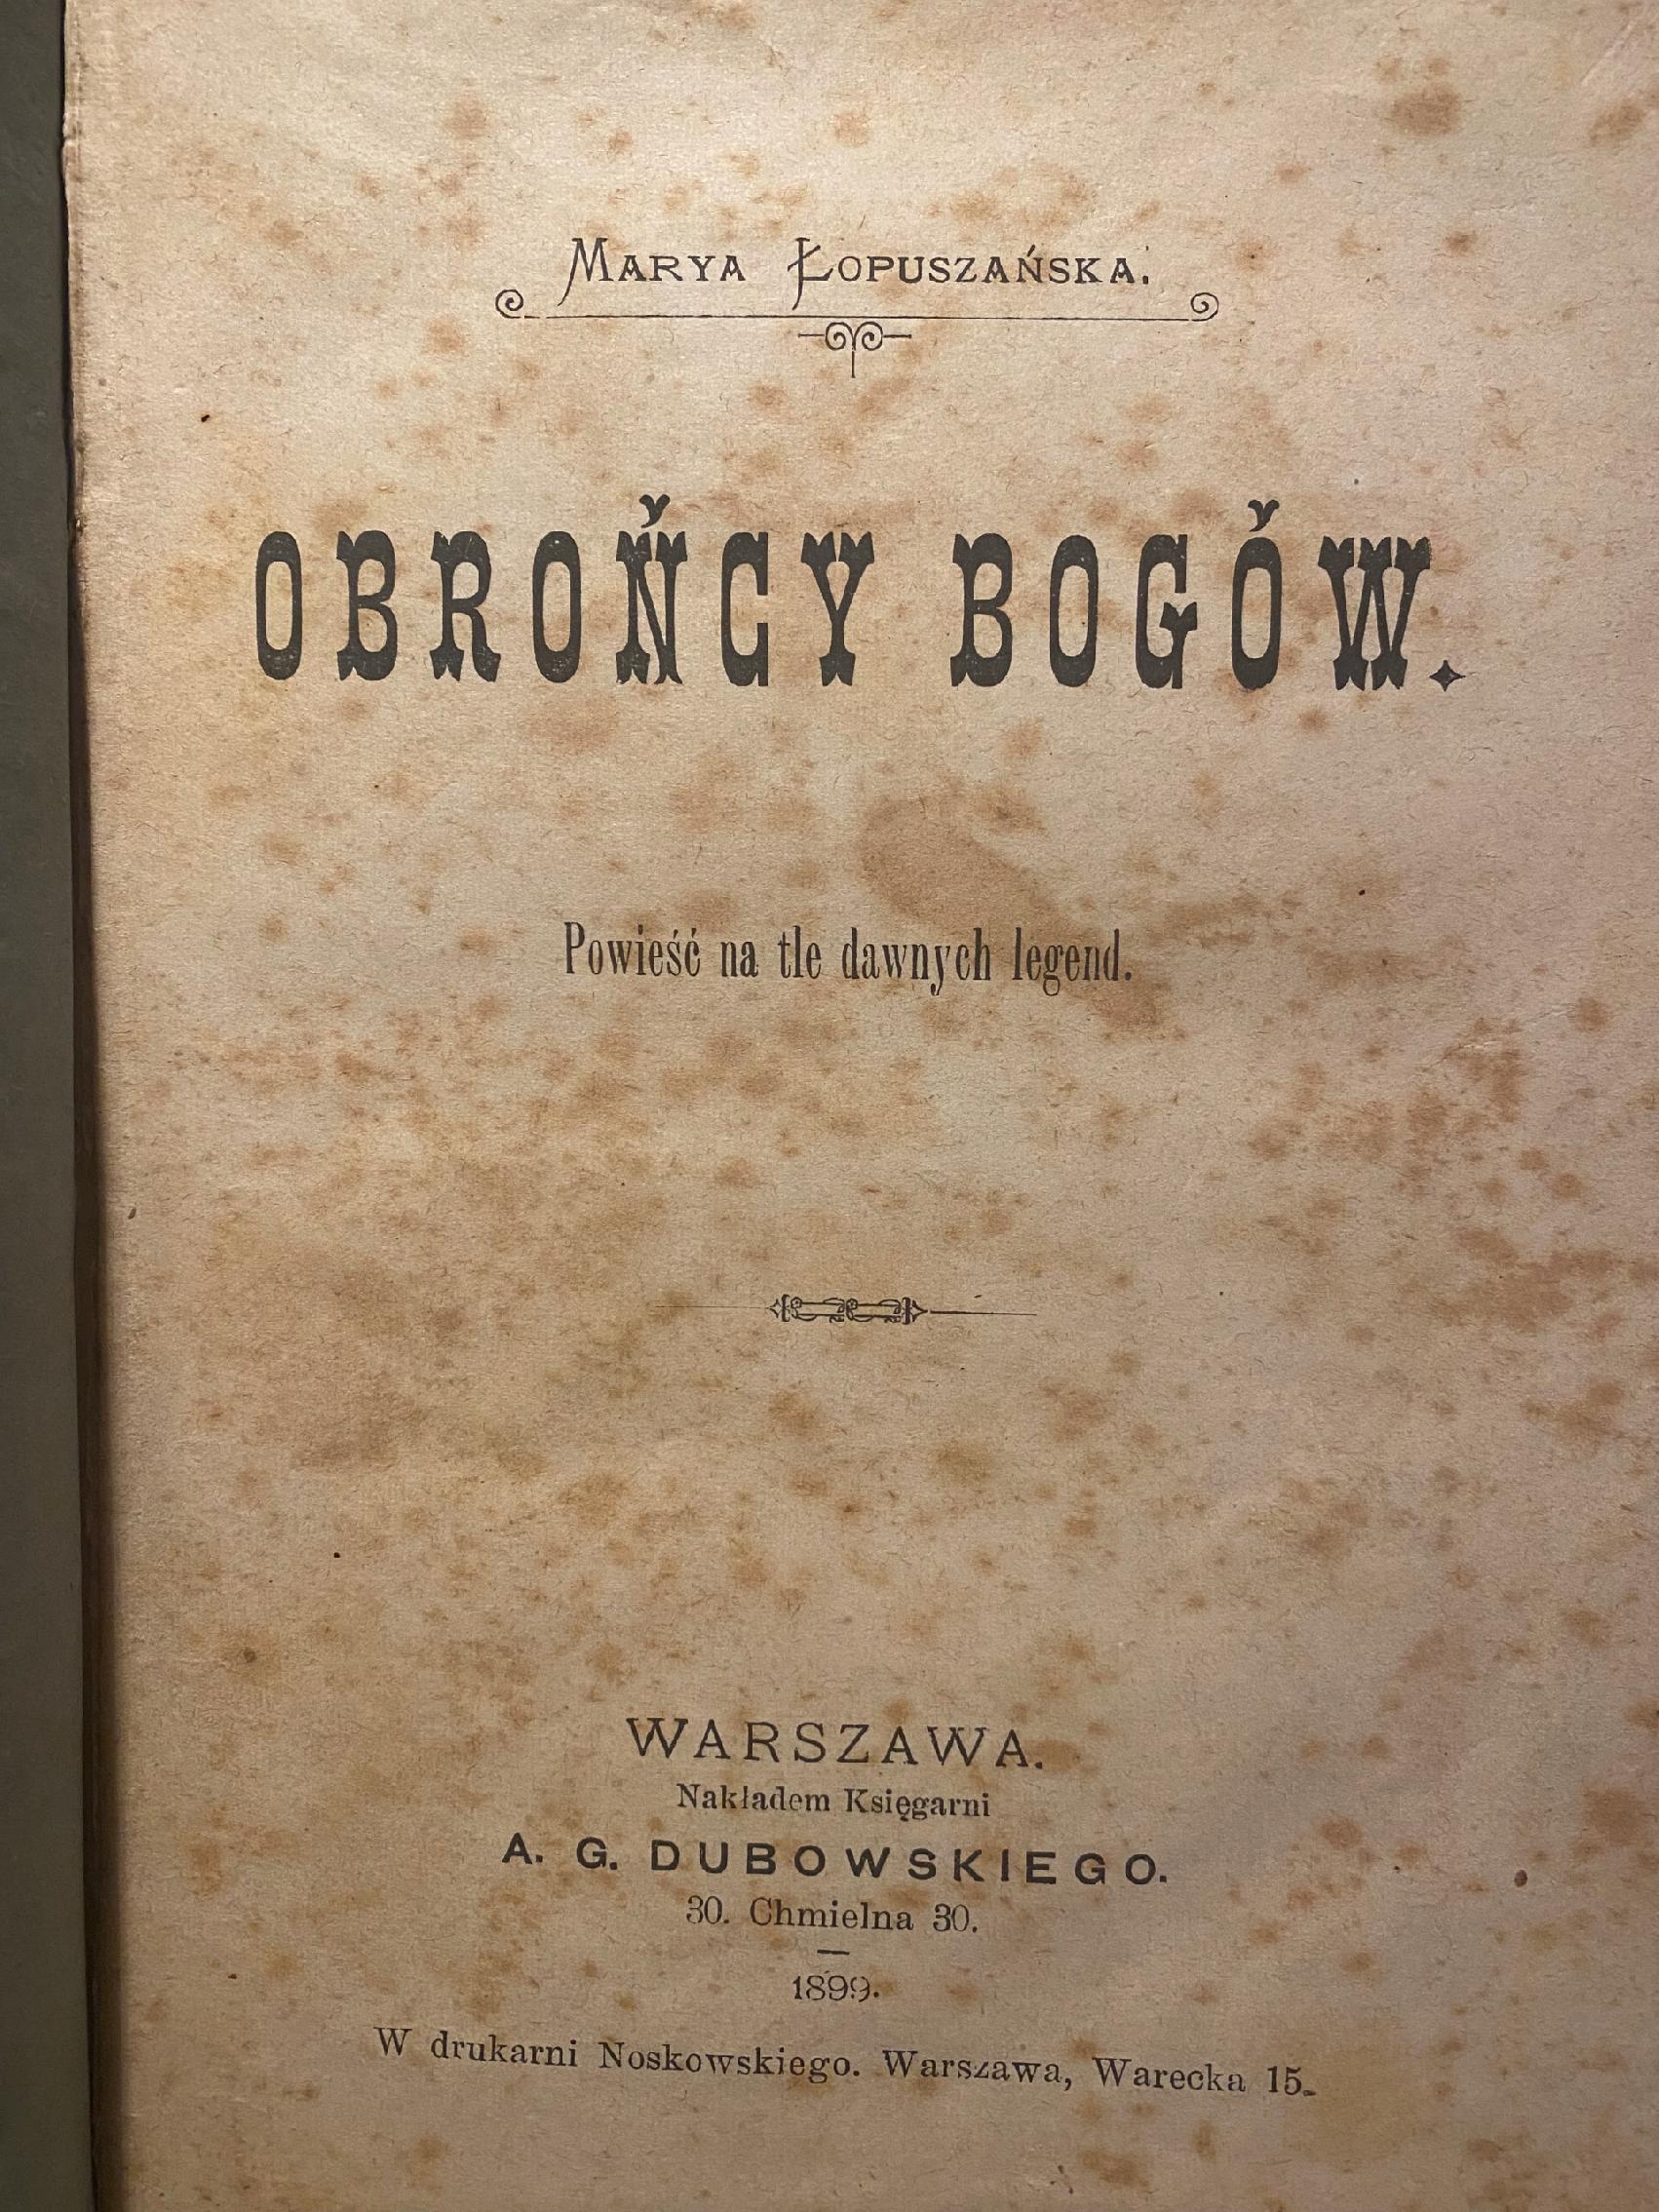 MARYA ŁOPUSZAŃSKA.
OBROŃCY BOGÓW.
Powieść na tle dawnych legend.
WARSZAWA.
Nakładem Księgarni
A. G. DUBOWSKIEGO.
30. Chmielna 30.
1899.
W drukarni Noskowskiego. Warszawa, Warecka 15.